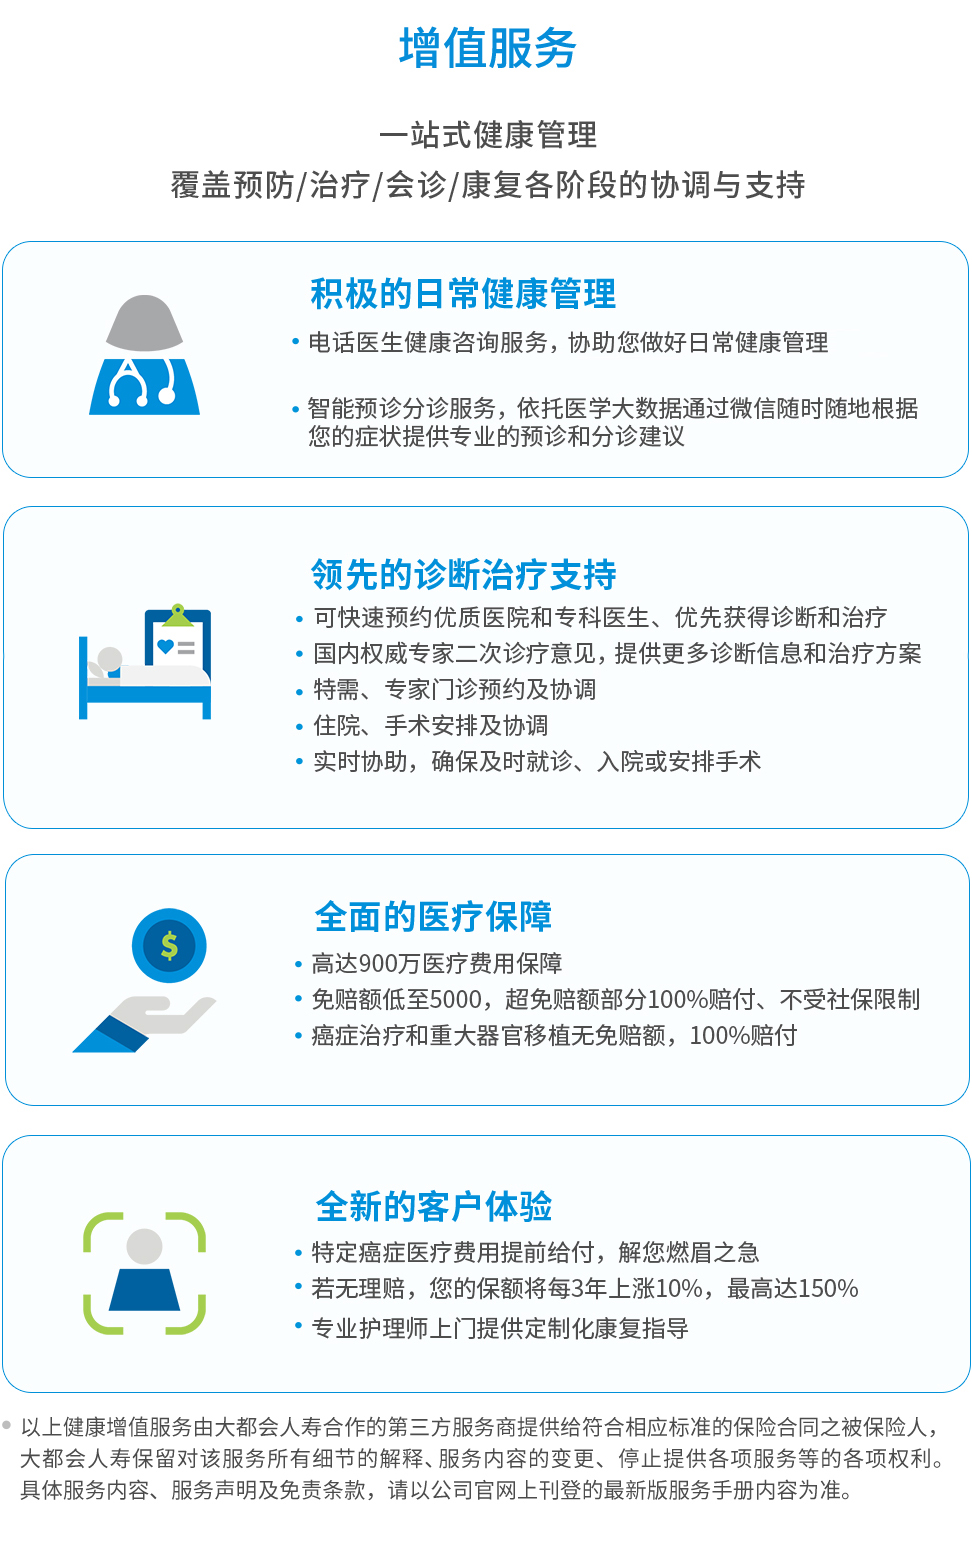 增值服务
一站式健康管理
覆盖预防/治疗/会诊/康复各阶段的协调与支持
积极的日常健康管理
• 电话医生健康咨询服务，协助您做好日常健康管理
• 智能预诊分诊服务，依托医学大数据通过微信随时随地根据
您的症状提供专业的预诊和分诊建议
领先的诊断治疗支持
• 可快速预约优质医院和专科医生、优先获得诊断和治疗
• 国内权威专家二次诊疗意见，提供更多诊断信息和治疗方案
• 特需、专家门诊预约及协调
• 住院、手术安排及协调
• 实时协助，确保及时就诊、入院或安排手术
$
全面的医疗保障
• 高达900万医疗费用保障
• 免赔额低至5000，超免赔额部分100%赔付、不受社保限制
• 癌症治疗和重大器官移植无免赔额，100%赔付
全新的客户体验
• 特定癌症医疗费用提前给付，解您燃眉之急
• 若无理赔，您的保额将每3年上涨10%，最高达150%
• 专业护理师上门提供定制化康复指导
• 以上健康增值服务由大都会人寿合作的第三方服务商提供给符合相应标准的保险合同之被保险人，
大都会人寿保留对该服务所有细节的解释、服务内容的变更、停止提供各项服务等的各项权利。
具体服务内容、服务声明及免责条款，请以公司官网上刊登的最新版服务手册内容为准。